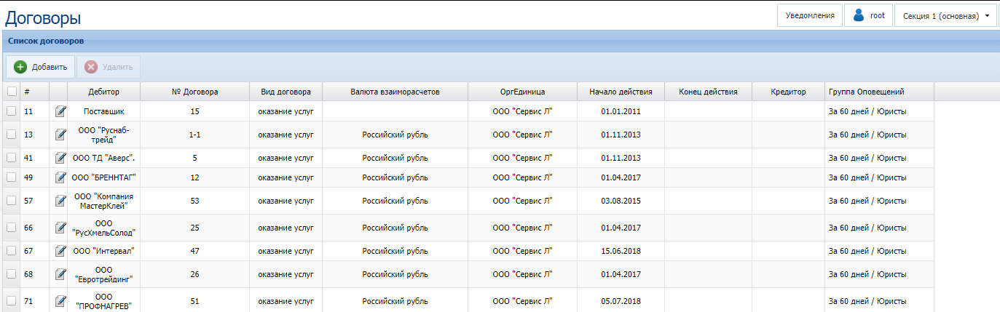 Договоры
Уведомления
root
Секция 1 (основная)
Список договоров
Добавить
Удалить
# Дебитор № Договора Вид договора Валюта взаиморасчетов ОргЕдиница Начало действия Конец действия Кредитор Группа Оповещений
11 Поставщик 15 оказание услуг ООО "Сервис Л" 01.01.2011 За 60 дней / Юристы
13 ООО "Руснаб-
трейд" 1-1 оказание услуг Российский рубль ООО "Сервис Л" 01.11.2013 За 60 дней / Юристы
41 ООО ТД "Аверс". 5 оказание услуг Российский рубль ООО "Сервис Л" 01.11.2013 За 60 дней / Юристы
49 ООО "БРЕННТАГ" 12 оказание услуг Российский рубль ООО "Сервис Л" 01.04.2017 За 60 дней / Юристы
57 ООО "Компания
МастерКлей" 53 оказание услуг Российский рубль ООО "Сервис Л" 03.08.2015 За 60 дней / Юристы
66 ООО
"РусХмельСолод" 25 оказание услуг Российский рубль ООО "Сервис Л" 01.04.2017 За 60 дней / Юристы
67 ООО "Интервал" 47 оказание услуг Российский рубль ООО "Сервис Л" 15.06.2018 За 60 дней / Юристы
68 ООО
"Евротрейдинг" 26 оказание услуг Российский рубль ООО "Сервис Л" 01.04.2017 За 60 дней / Юристы
71 ООО
"ПРОФНАГРЕВ" 51 оказание услуг Российский рубль ООО "Сервис Л" 05.07.2018 За 60 дней / Юристы